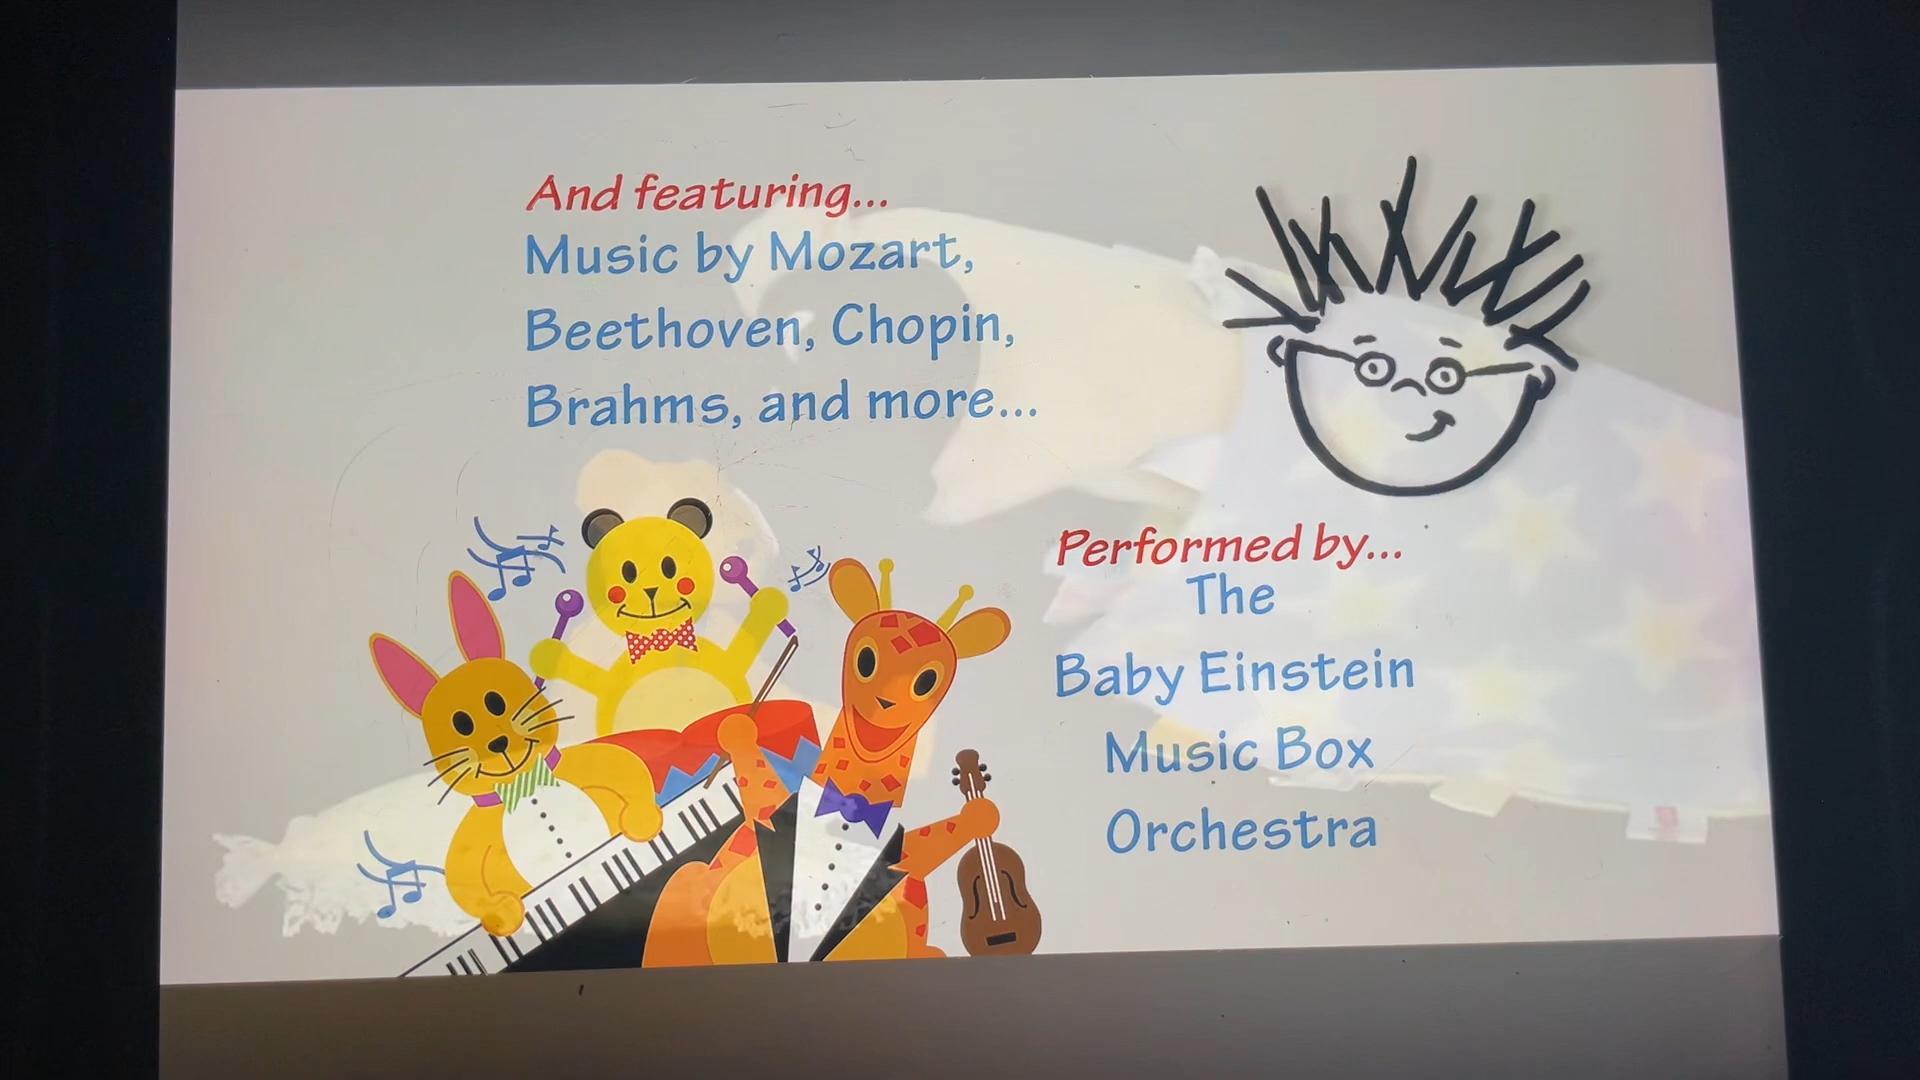 And featuring...
Music by Mozart,
Beethoven, Chopin,
Brahms, and more...
Performed by...
The
Baby Einstein
Music Box
Orchestra